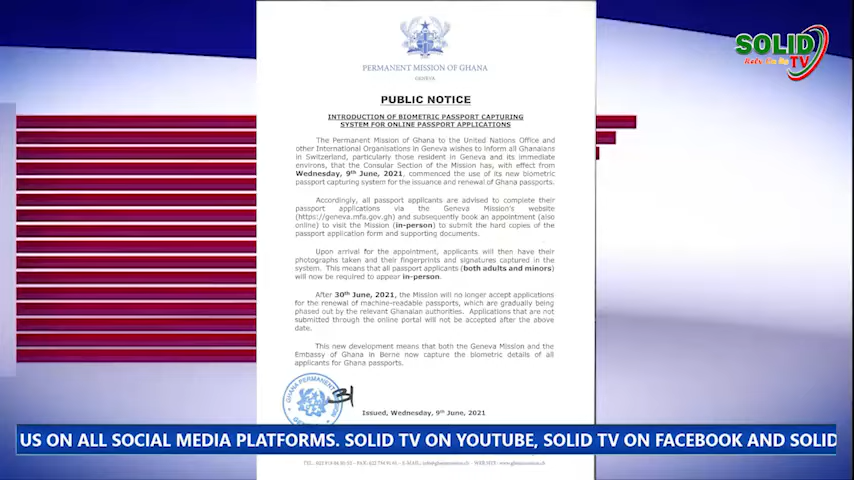 PERMANENT MISSION OF GHANA
GENEVA
SOLID
TV
PUBLIC NOTICE
INTRODUCTION OF BIOMETRIC PASSPORT CAPTURING
SYSTEM FOR ONLINE PASSPORT APPLICATIONS
The Permanent Mission of Ghana to the United Nations Office and
other International Organisations in Geneva wishes to inform all Ghanaians
in Switzerland, particularly those resident in Geneva and its immediate
environs, that the Consular Section of the Mission has, with effect from
Wednesday, 9th June, 2021, commenced the use of its new biometric
passport capturing system for the issuance and renewal of Ghana passports.
Accordingly, all passport applicants are advised to complete their
passport applications via the Geneva Mission's website
(https://geneva.mfa.gov.gh) and subsequently book an appointment (also
online) to visit the Mission (in-person) to submit the hard copies of the
passport application form and supporting documents.
Upon arrival for the appointment, applicants will then have their
photographs taken and their fingerprints and signatures captured in the
system. This means that all passport applicants (both adults and minors)
will now be required to appear in-person.
After 30th June, 2021, the Mission will no longer accept applications
for the renewal of machine-readable passports, which are gradually being
phased out by the relevant Ghanaian authorities. Applications that are not
submitted through the online portal will not be accepted after the above
date.
This new development means that both the Geneva Mission and the
Embassy of Ghana in Berne now capture the biometric details of all
applicants for Ghana passports.
GHANA PERMANENT
Issued, Wednesday, 9th June, 2021
US ON ALL SOCIAL MEDIA PLATFORMS. SOLID TV ON YOUTUBE, SOLID TV ON FACEBOOK AND SOLID